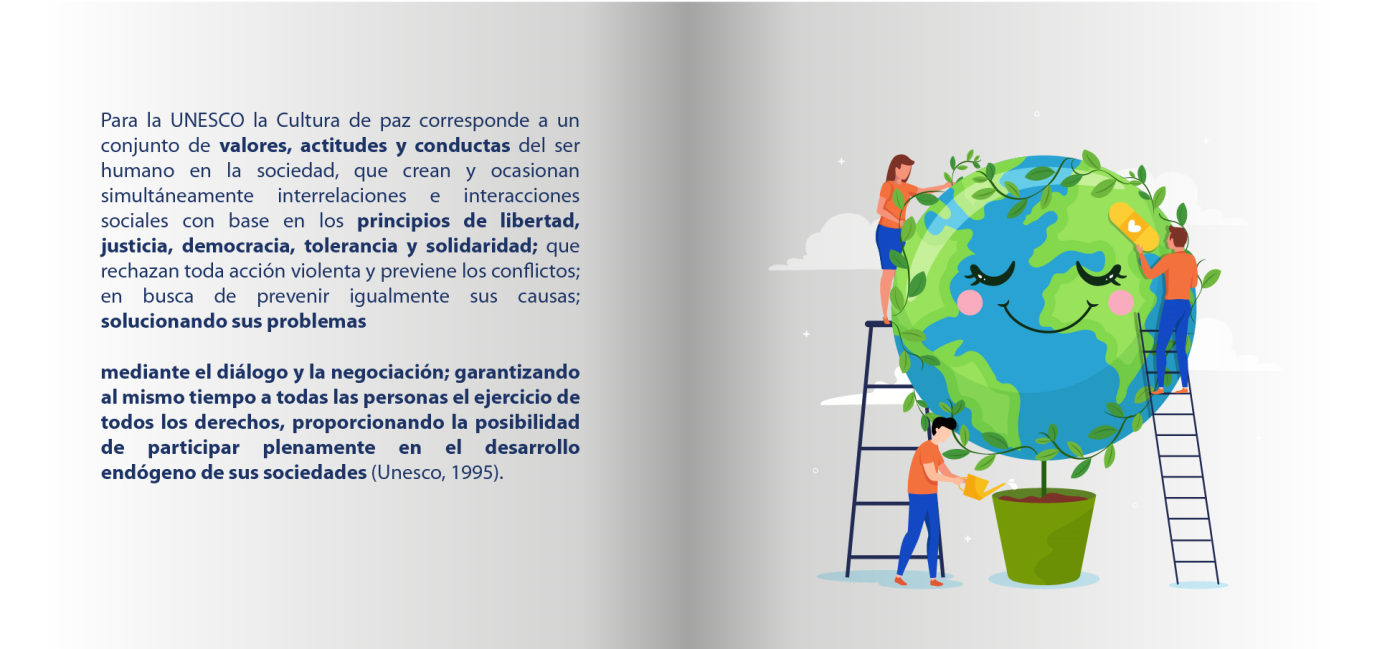 Para la UNESCO la Cultura de paz corresponde a un
conjunto de valores, actitudes y conductas del ser
humano en la sociedad, que crean y ocasionan
simultáneamente interrelaciones e interacciones
sociales con base en los principios de libertad,
justicia, democracia, tolerancia y solidaridad; que
rechazan toda acción violenta y previene los conflictos;
en busca de prevenir igualmente sus causas;
solucionando sus problemas
mediante el diálogo y la negociación; garantizando
al mismo tiempo a todas las personas el ejercicio de
todos los derechos, proporcionando la posibilidad
de participar plenamente en el desarrollo
endógeno de sus sociedades (Unesco, 1995).